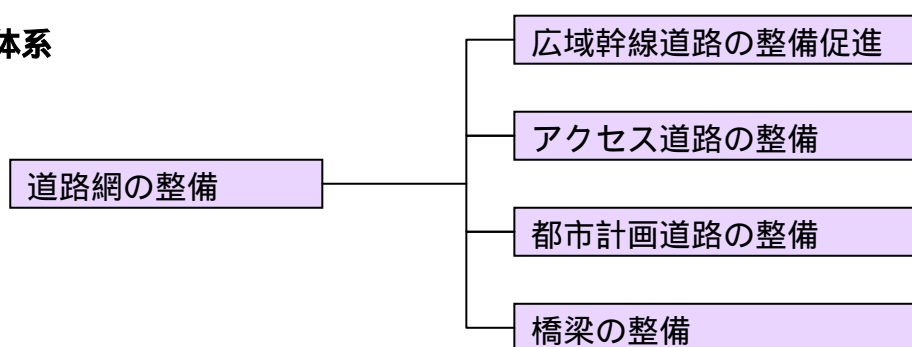 体系
広域幹線道路の整備促進
アクセス道路の整備
道路網の整備
都市計画道路の整備
橋梁の整備